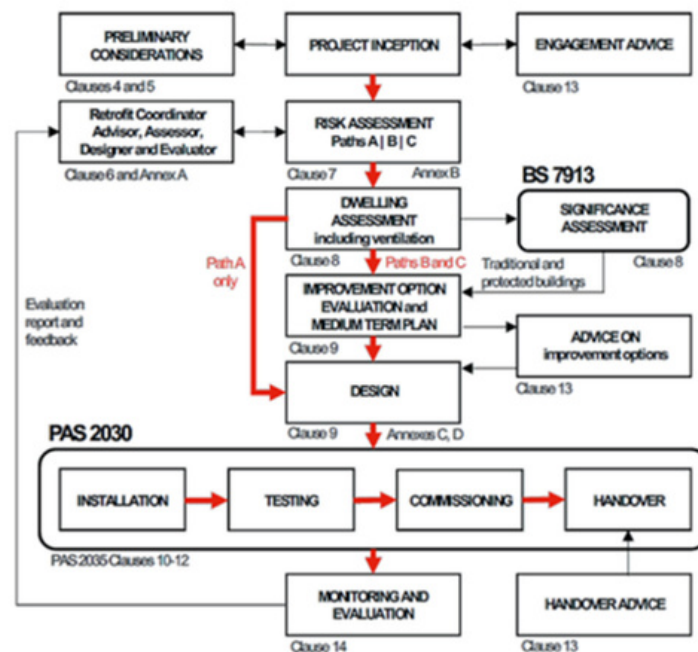 PRELIMINARY
CONSIDERATIONS
Clauses 4 and 5
PROJECT INCEPTION
ENGAGEMENT ADVICE
Clause 13
Retrofit Coordinator
Advisor, Assessor,
Designer and Evaluator
Clause 6 and Annex A
RISK ASSESSMENT
Paths A | B | C
Clause 7
Annex B
BS 7913
DWELLING
ASSESSMENT
including ventilation
Clause 8
SIGNIFICANCE
ASSESSMENT
Clause 8
Path A
only
Paths B and C
Traditional and
protected buildings
Evaluation
report and
feedback
IMPROVEMENT OPTION
EVALUATION and
MEDIUM TERM PLAN
Clause 9
ADVICE ON
improvement options
Clause 13
DESIGN
Clause 9
Annexes C, D
PAS 2030
INSTALLATION
TESTING
COMMISSIONING
HANDOVER
PAS 2035 Clauses 10-12
MONITORING AND
EVALUATION
Clause 14
HANDOVER ADVICE
Clause 13